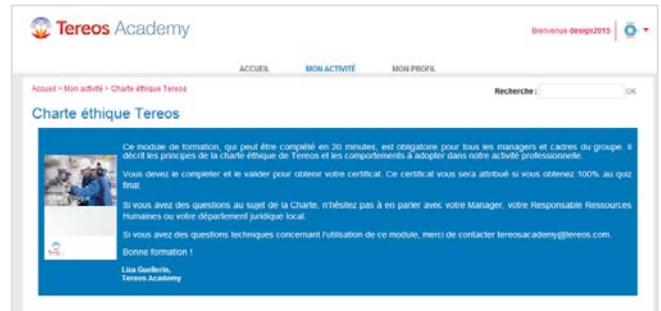 Tereos Academy
Bienvenue design2015
ACCUEIL MON ACTIVITÉ MON PROFIL
Accueil > Mon activité > Charte éthique Tereos
Recherche : OK
Charte éthique Tereos
Ce module de formation, qui peut être complété en 20 minutes, est obligatoire pour tous les managers et cadres du groupe. Il
décrit les principes de la charte éthique de Tereos et les comportements à adopter dans notre activité professionnelle.
Vous devez le completer et le valider pour obtenir votre certificat. Ce certificat vous sera attribué si vous obtenez 100% au quiz
final.
Si vous avez des questions au sujet de la Charte, n'hésitez pas à en parler avec votre Manager, votre Responsable Ressources
Humaines ou votre département juridique local.
Si vous avez des questions techniques concernant l'utilisation de ce module, merci de contacter tereosacademy@tereos.com.
Bonne formation !
Liza Guellerin,
Tereos Academy